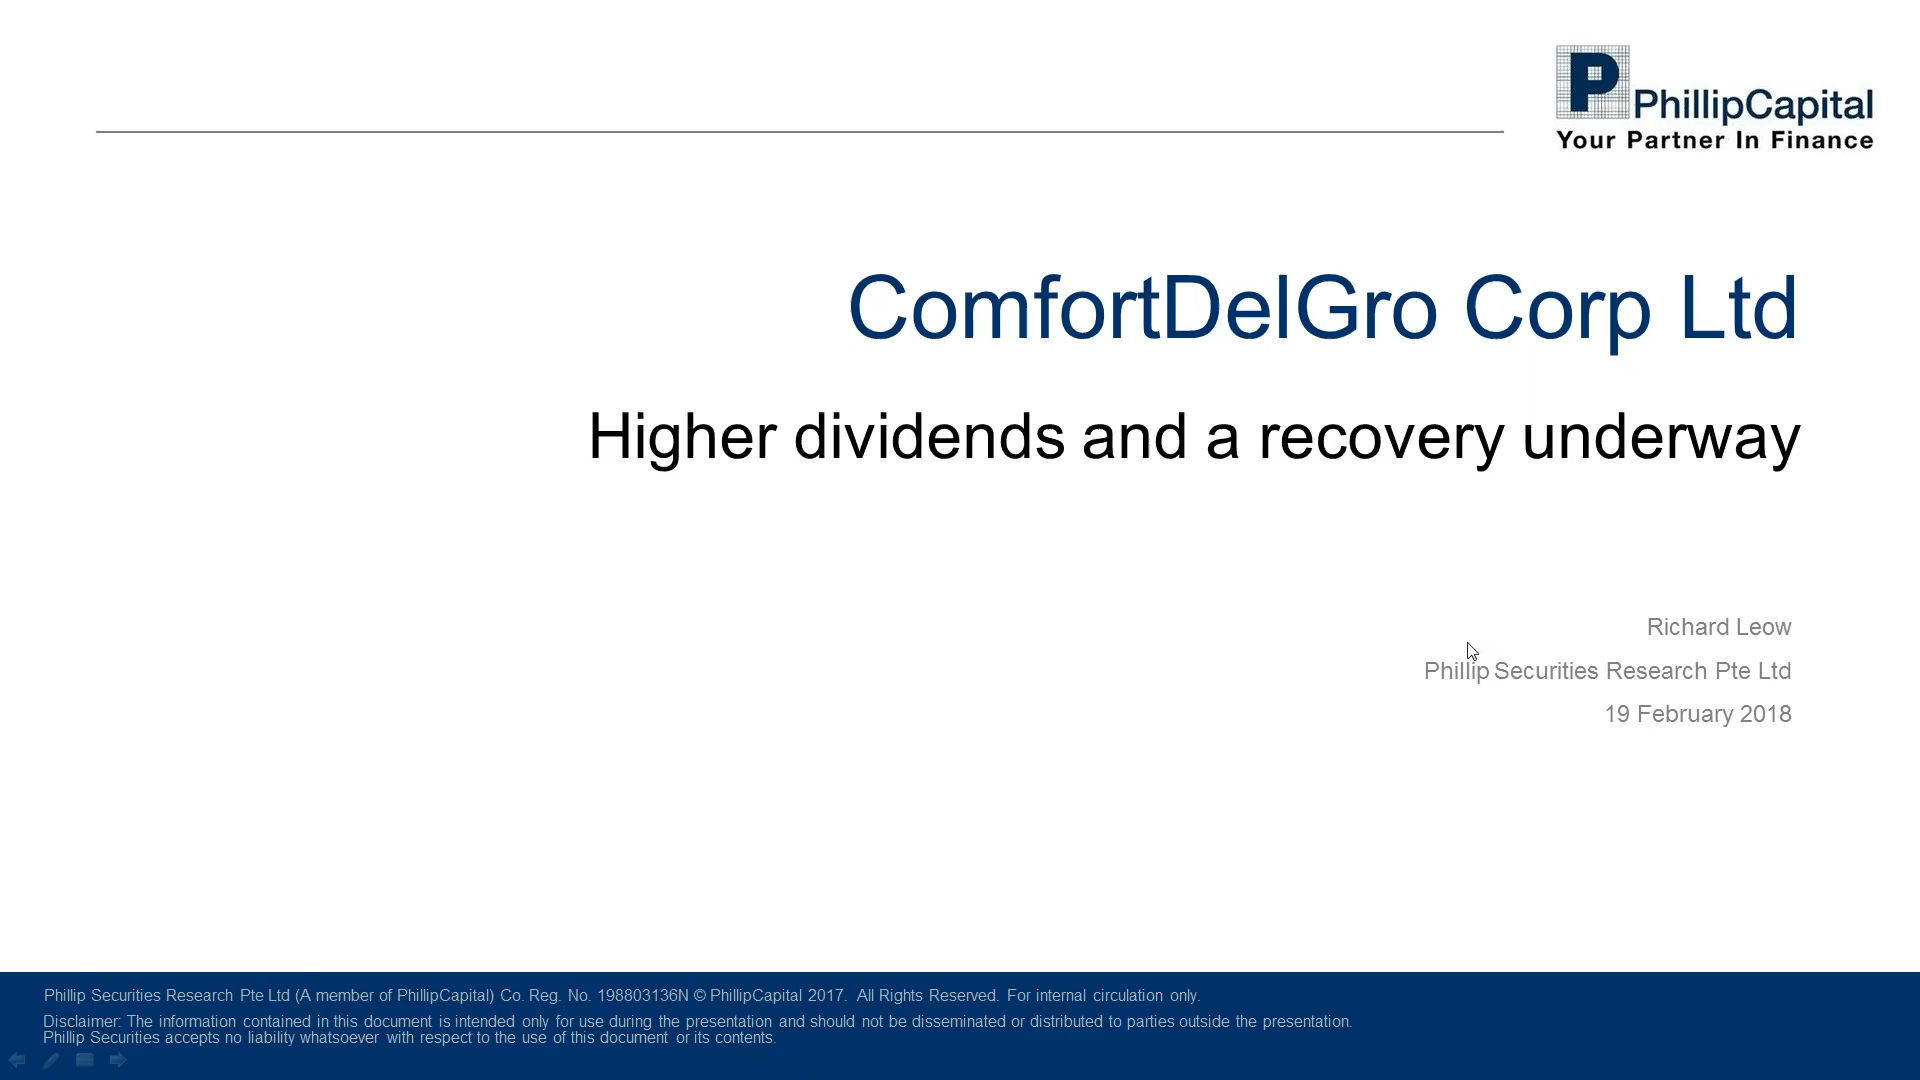 P
PhillipCapital
Your Partner In Finance
ComfortDelGro Corp Ltd
Higher dividends and a recovery underway
Richard Leow
Phillip Securities Research Pte Ltd
19 February 2018
Phillip Securities Research Pte Ltd (A member of PhillipCapital) Co. Reg. No. 198803136N © PhillipCapital 2017. All Rights Reserved. For internal circulation only.
Disclaimer: The information contained in this document is intended only for use during the presentation and should not be disseminated or distributed to parties outside the presentation.
Phillip Securities accepts no liability whatsoever with respect to the use of this document or its contents.